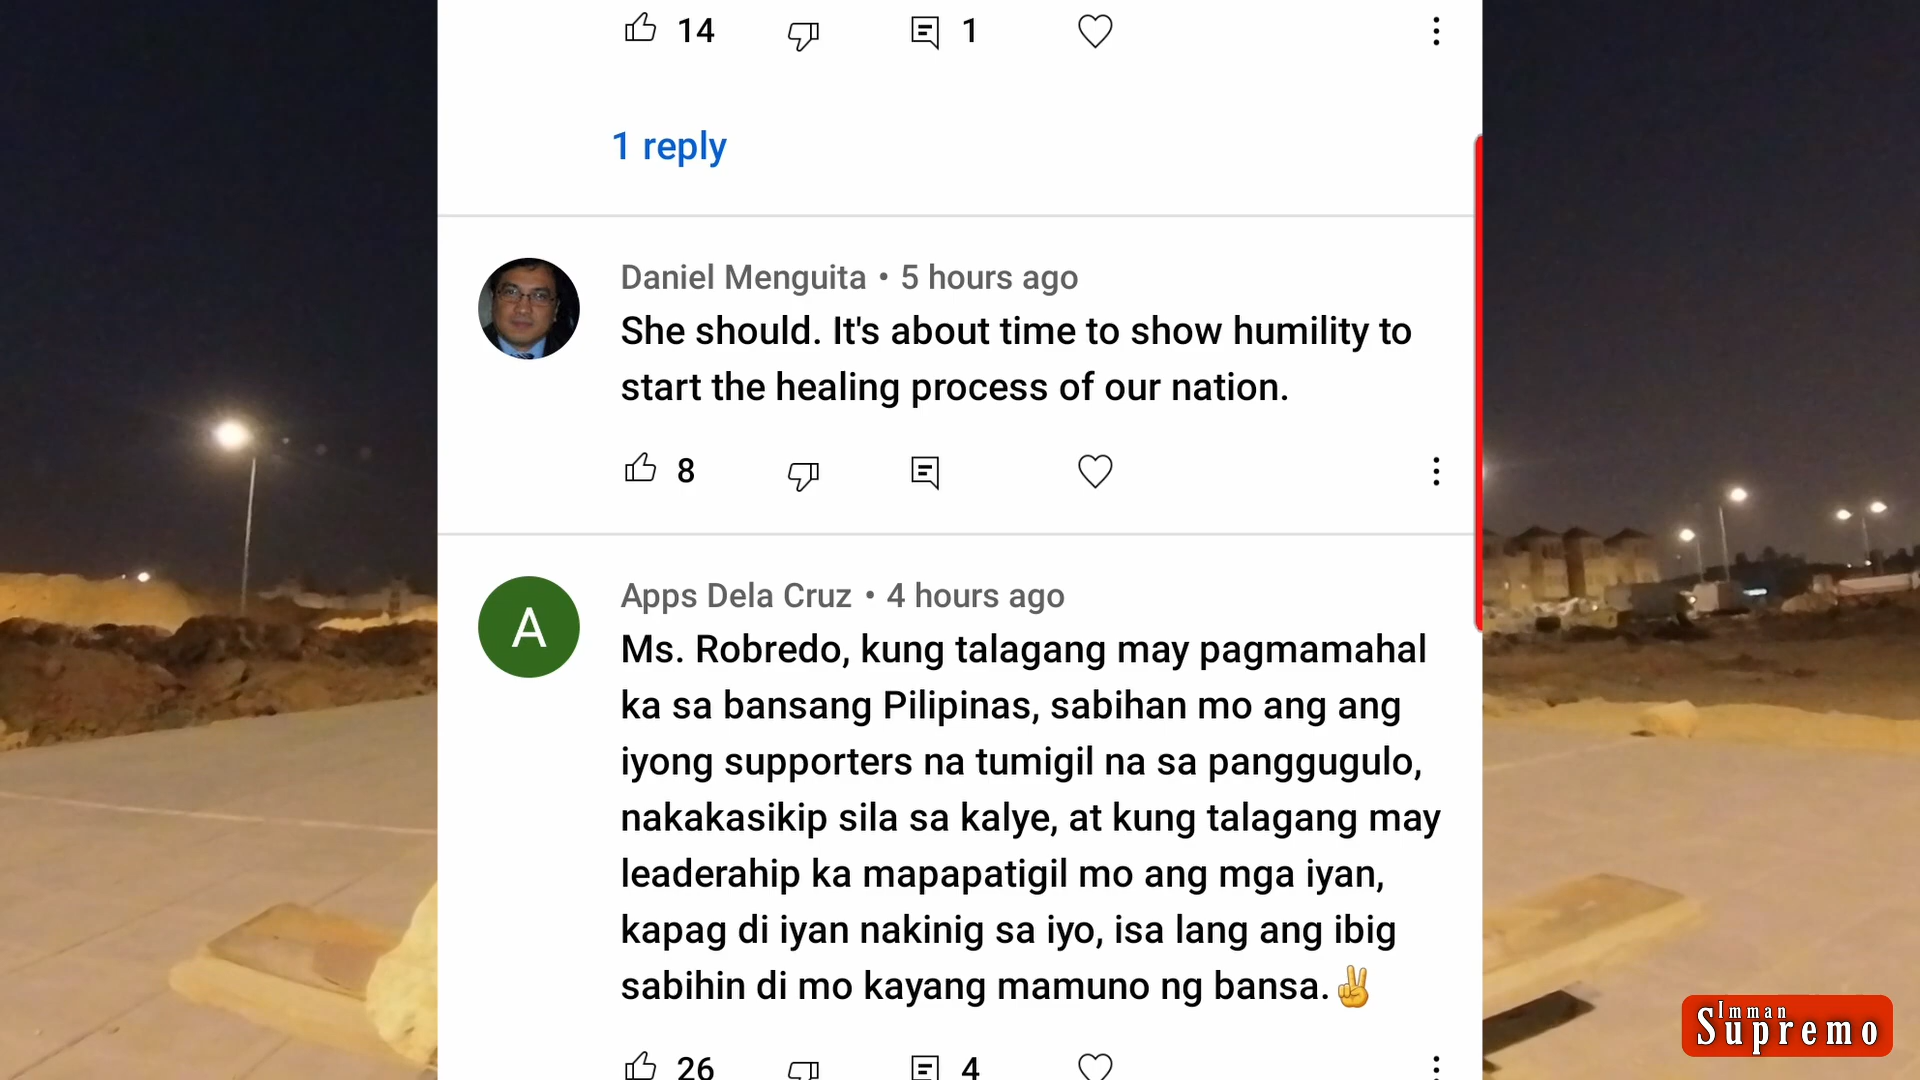 14
1
1 reply
Daniel Menguita • 5 hours ago
She should. It's about time to show humility to
start the healing process of our nation.
8
A
Apps Dela Cruz • 4 hours ago
Ms. Robredo, kung talagang may pagmamahal
ka sa bansang Pilipinas, sabihan mo ang ang
iyong supporters na tumigil na sa panggugulo,
nakakasikip sila sa kalye, at kung talagang may
leaderahip ka mapapatigil mo ang mga iyan,
kapag di iyan nakinig sa iyo, isa lang ang ibig
sabihin di mo kayang mamuno ng bansa.✌
26
4
Imman
Supremo